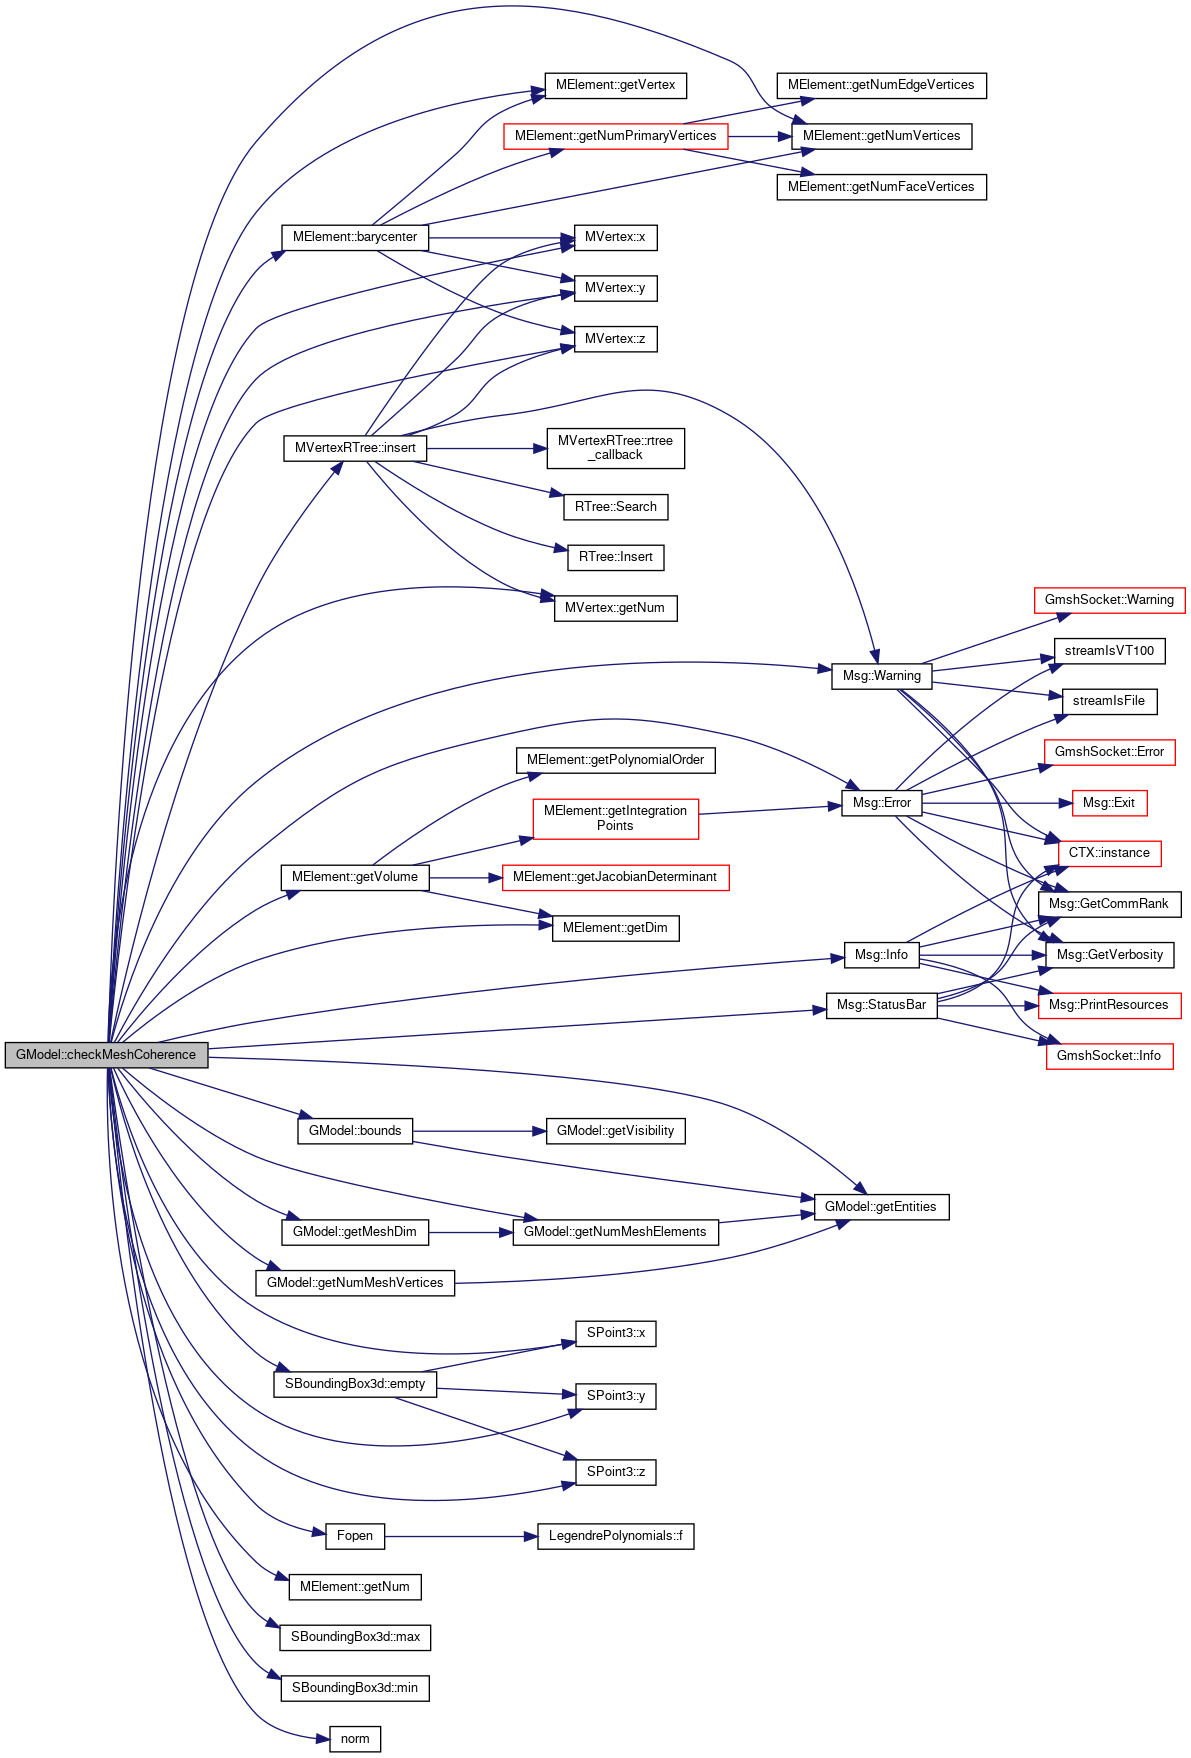 MElement::getVertex
MElement::getNumEdgeVertices
MElement::getNumPrimaryVertices
MElement::getNumVertices
MElement::getNumFaceVertices
MElement::barycenter
MVertex::x
MVertex::y
MVertex::z
MVertexRTree::insert
MVertexRTree::rtree
_callback
RTree::Search
RTree::Insert
MVertex::getNum
GmshSocket::Warning
streamIsVT100
Msg::Warning
streamIsFile
MElement::getPolynomialOrder
GmshSocket::Error
MElement::getIntegration
Points
Msg::Error
Msg::Exit
CTX::instance
MElement::getVolume
MElement::getJacobianDeterminant
Msg::GetCommRank
MElement::getDim
Msg::Info
Msg::GetVerbosity
Msg::StatusBar
Msg::PrintResources
GModel::checkMeshCoherence
GmshSocket::Info
GModel::bounds
GModel::getVisibility
GModel::getEntities
GModel::getMeshDim
GModel::getNumMeshElements
GModel::getNumMeshVertices
SPoint3::x
SBoundingBox3d::empty
SPoint3::y
SPoint3::z
Fopen
LegendrePolynomials::f
MElement::getNum
SBoundingBox3d::max
SBoundingBox3d::min
norm